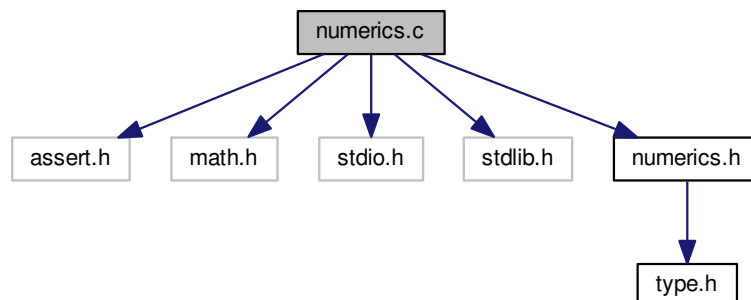 numerics.c
assert.h
math.h
stdio.h
stdlib.h
numerics.h
type.h